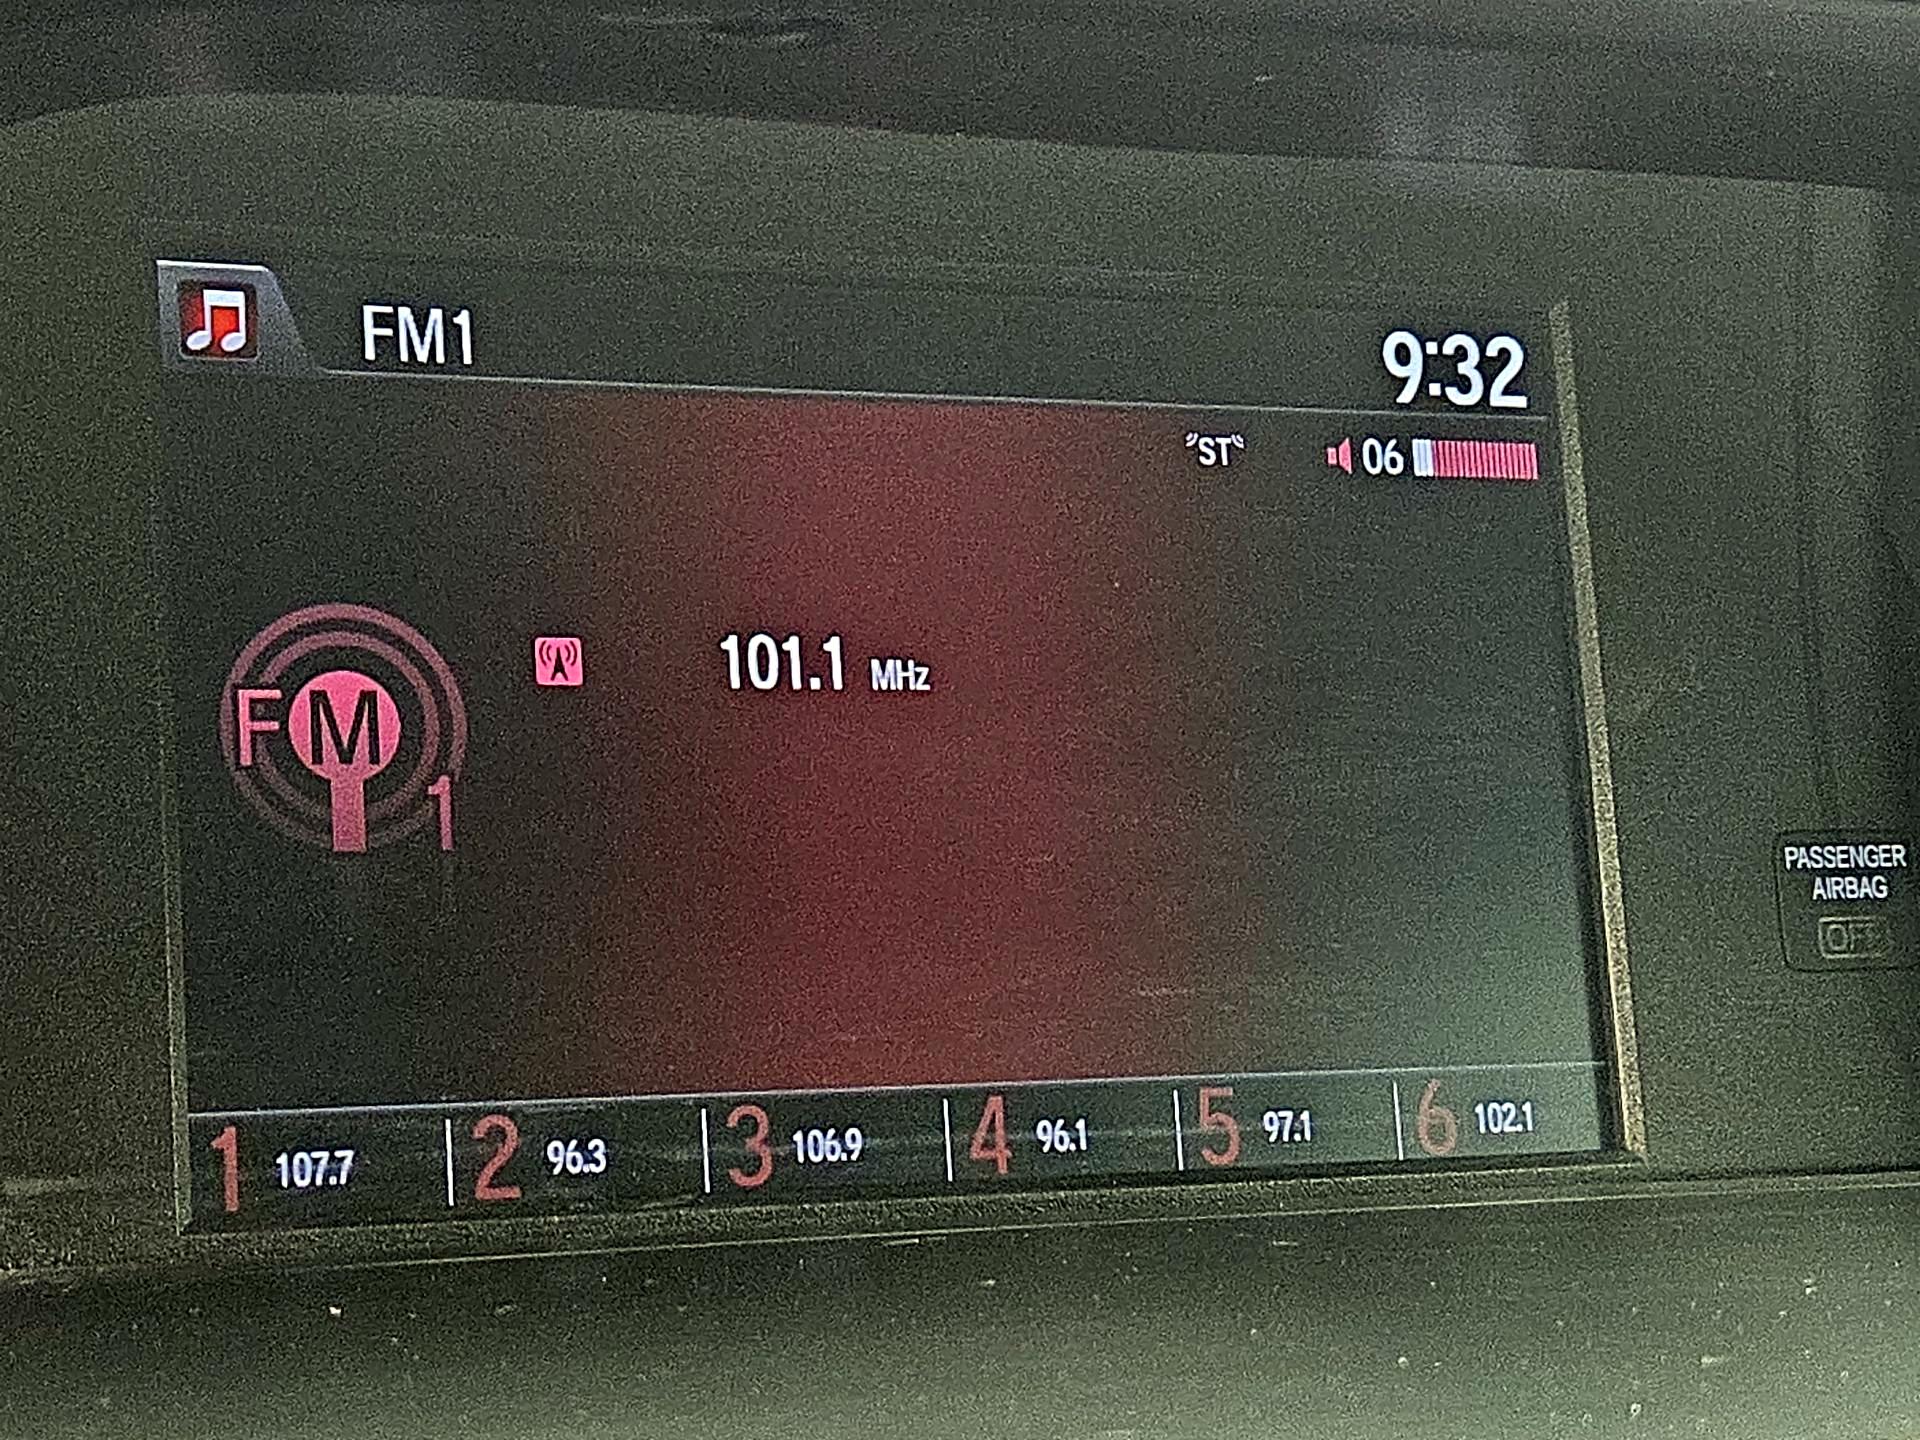 FM1
9:32
"ST"
06
FM
1
101.1 MHz
1 107.7
2 96.3
3 106.9
4 96.1
5 97.1
6 102.1
PASSENGER
AIRBAG
OFF